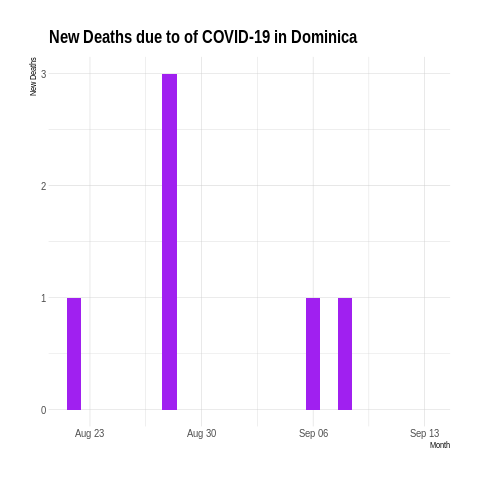 New Deaths due to of COVID-19 in Dominica
New Deaths
3
2
1
0
Aug 23 Aug 30 Sep 06 Sep 13
Month